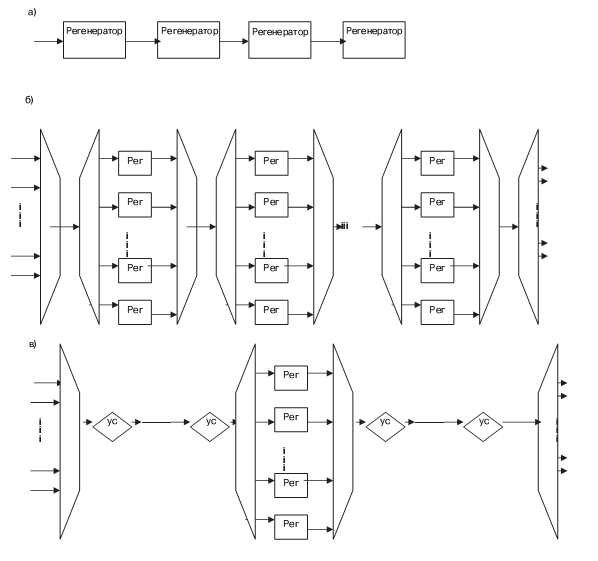 а)
Регенератор Регенератор Регенератор Регенератор
б)
Рег Рег Рег
Рег Рег Рег
i i i i i
i i i i i
i i i i i
iii
Рег Рег Рег
Рег Рег Рег
в)
Рег
ус ус Рег ус ус
i i i
i i i
i i i
Рег
Рег